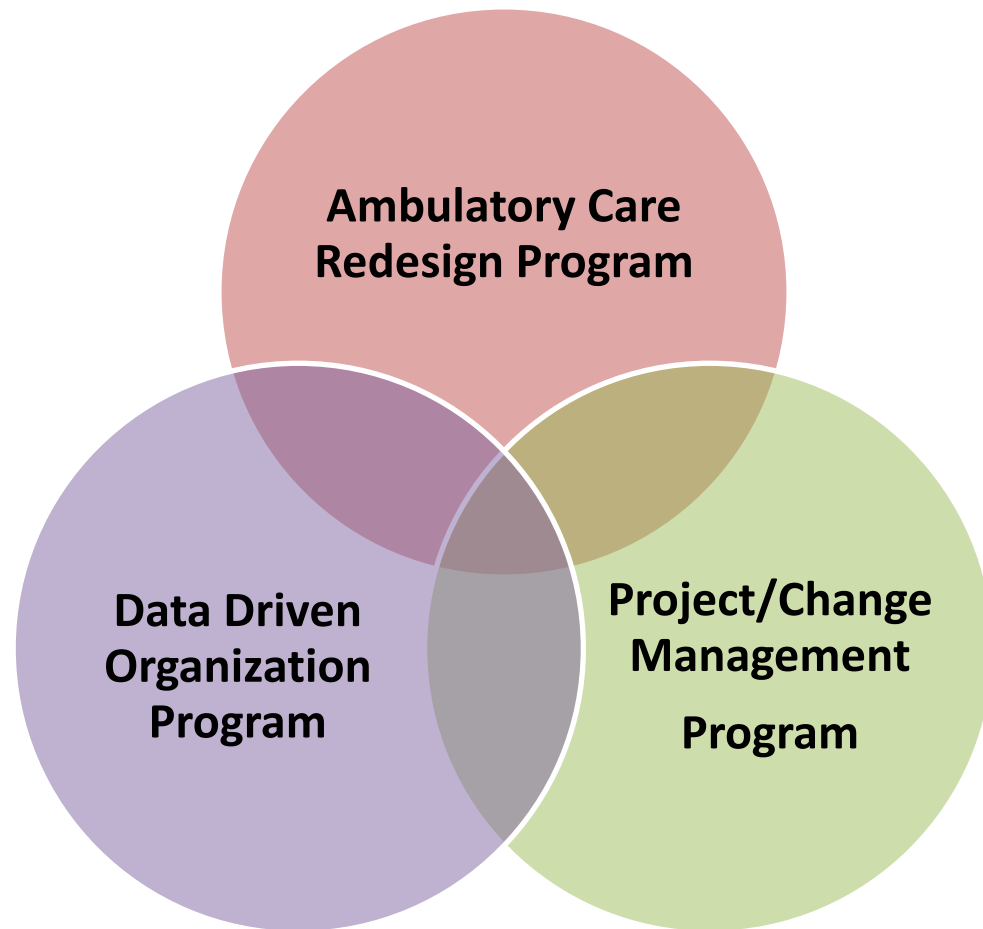 Ambulatory Care
Redesign Program
Data Driven
Organization
Program
Project/Change
Management
Program